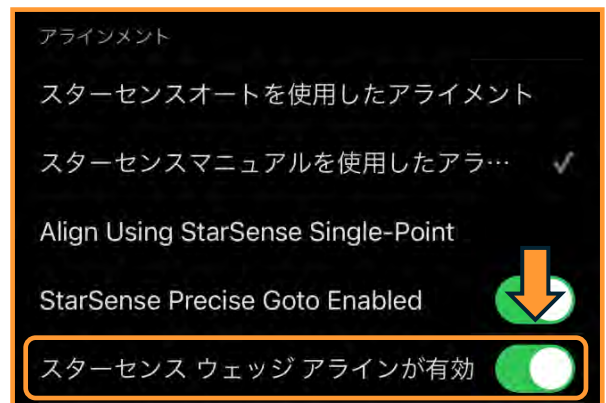 アラインメント
スターセンスオートを使用したアライメント
スターセンスマニュアルを使用したアラ…
Align Using StarSense Single-Point
StarSense Precise Goto Enabled
スターセンス ウェッジ アラインが有効